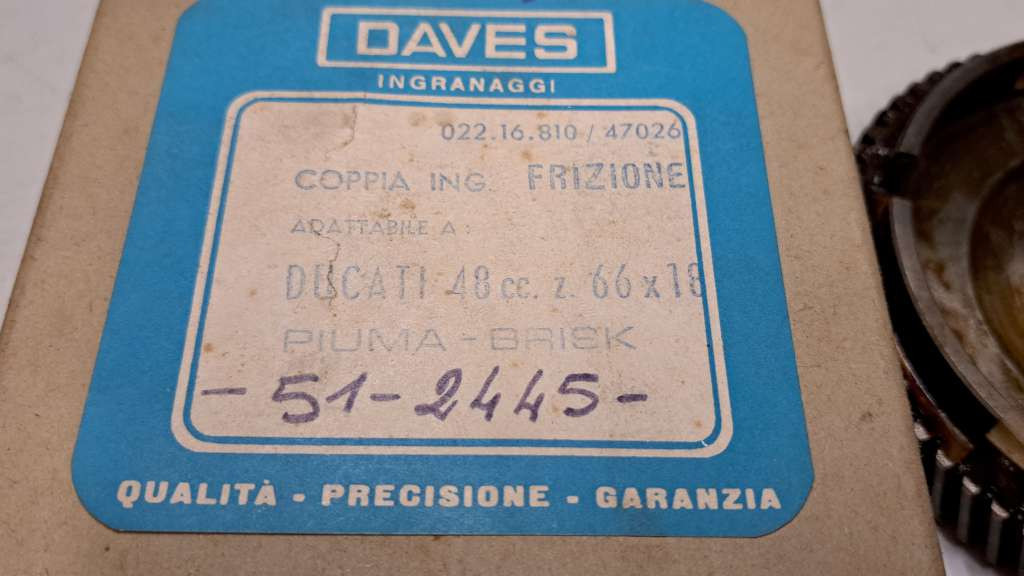 DAVES
INGRANAGGI
022.16.810 / 47026
COPPIA ING. FRIZIONE
ADATTABILE A :
DUCATI 48 cc. z. 66 x 18
PIUMA - BRISK
- 51 - 2445 -
QUALITÀ - PRECISIONE - GARANZIA